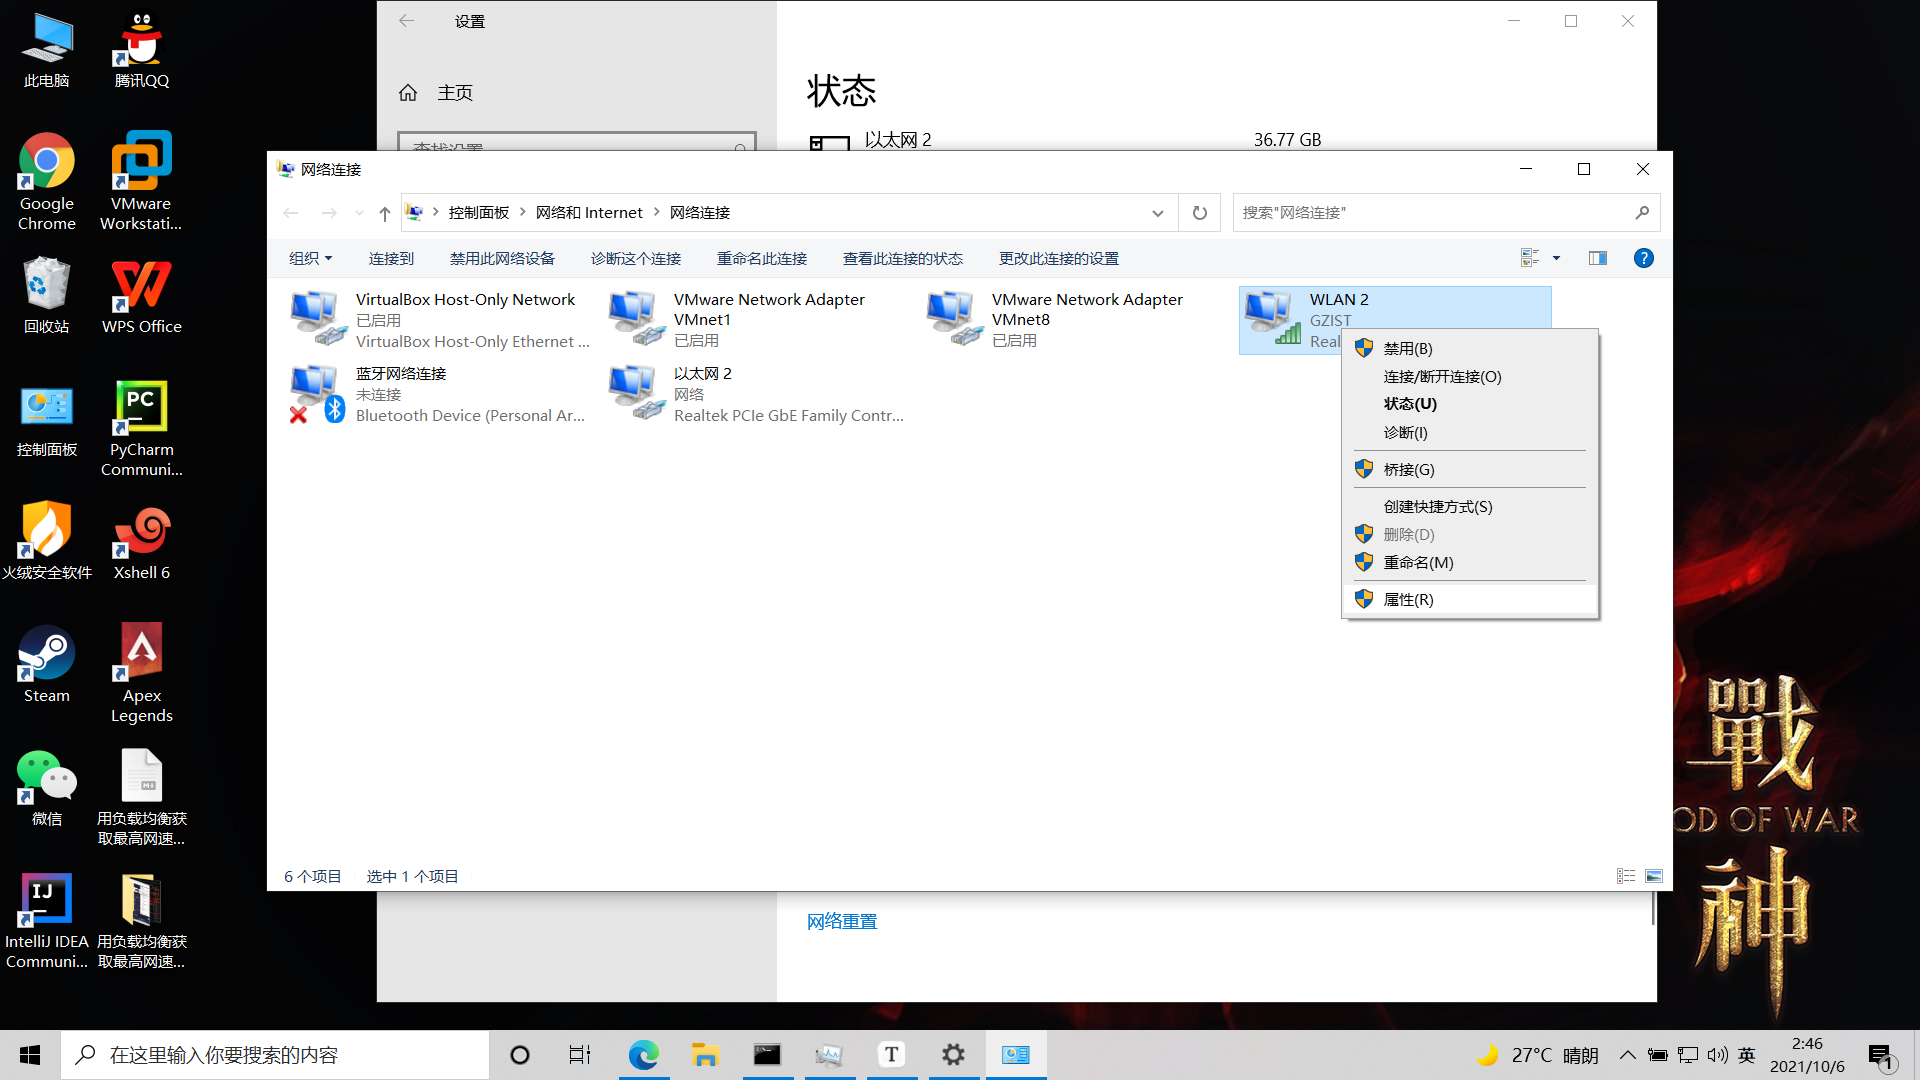 此电脑
腾讯QQ
Google
Chrome
VMware
Workstati...
回收站
WPS Office
控制面板
PyCharm
Communi...
火绒安全软件
Xshell 6
Steam
Apex
Legends
微信
用负载均衡获
取最高网速...
IntelliJ IDEA
Communi...
用负载均衡获
取最高网速...
设置
主页
查找设置
状态
以太网 2
36.77 GB
网络连接
控制面板 > 网络和 Internet > 网络连接
搜索"网络连接"
组织
连接到
禁用此网络设备
诊断这个连接
重命名此连接
查看此连接的状态
更改此连接的设置
VirtualBox Host-Only Network
已启用
VirtualBox Host-Only Ethernet ...
VMware Network Adapter
VMnet1
已启用
VMware Network Adapter
VMnet8
已启用
WLAN 2
GZIST
Real
蓝牙网络连接
未连接
Bluetooth Device (Personal Ar...
以太网 2
网络
Realtek PCIe GbE Family Contr...
禁用(B)
连接/断开连接(O)
状态(U)
诊断(I)
桥接(G)
创建快捷方式(S)
删除(D)
重命名(M)
属性(R)
6 个项目
选中 1 个项目
网络重置
戰
OD OF WAR
神
在这里输入你要搜索的内容
27°C 晴朗
英
2:46
2021/10/6
1